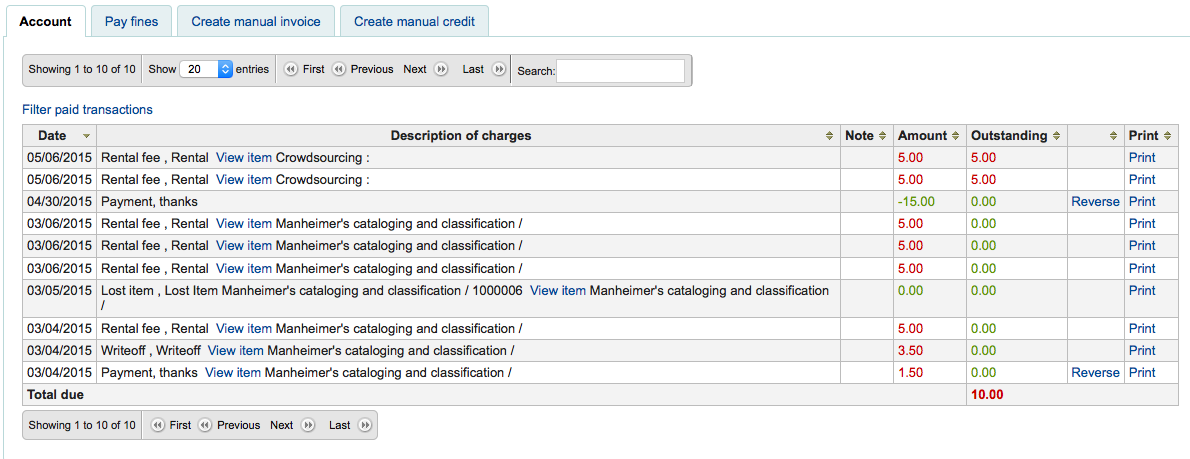 Account Pay fines Create manual invoice Create manual credit
Showing 1 to 10 of 10 Show 20 entries First Previous Next Last Search:
Filter paid transactions
Date Description of charges Note Amount Outstanding Print
05/06/2015 Rental fee , Rental View item Crowdsourcing : 5.00 5.00 Print
05/06/2015 Rental fee , Rental View item Crowdsourcing : 5.00 5.00 Print
04/30/2015 Payment, thanks -15.00 0.00 Reverse Print
03/06/2015 Rental fee , Rental View item Manheimer's cataloging and classification / 5.00 0.00 Print
03/06/2015 Rental fee , Rental View item Manheimer's cataloging and classification / 5.00 0.00 Print
03/06/2015 Rental fee , Rental View item Manheimer's cataloging and classification / 5.00 0.00 Print
03/05/2015 Lost item , Lost Item Manheimer's cataloging and classification / 1000006 View item Manheimer's cataloging and classification 0.00 0.00 Print
/
03/04/2015 Rental fee , Rental View item Manheimer's cataloging and classification / 5.00 0.00 Print
03/04/2015 Writeoff , Writeoff View item Manheimer's cataloging and classification / 3.50 0.00 Print
03/04/2015 Payment, thanks View item Manheimer's cataloging and classification / 1.50 0.00 Reverse Print
Total due 10.00
Showing 1 to 10 of 10 First Previous Next Last